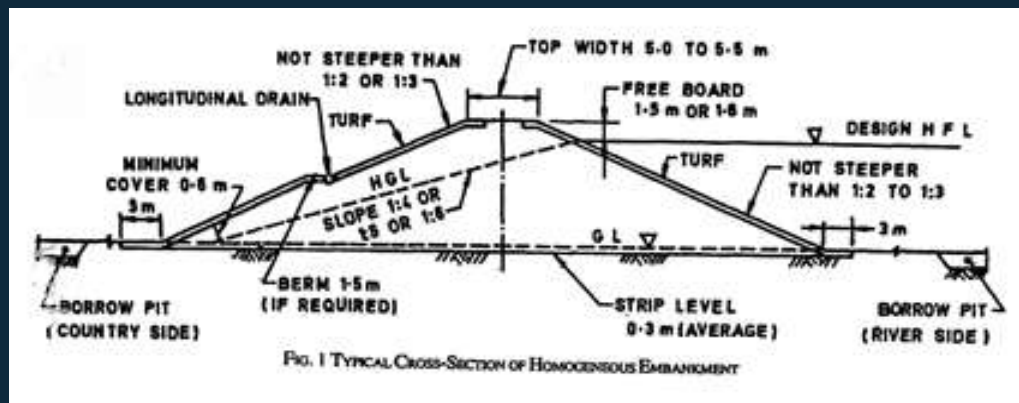 TOP WIDTH 5·0 TO 5·5 m
NOT STEEPER THAN
1:2 OR 1:3
FREE BOARD
1·5 m OR 1·8 m
LONGITUDINAL DRAIN
TURF
DESIGN H F L
MINIMUM
COVER 0·6 m
TURF
NOT STEEPER
THAN 1:2 TO 1:3
HGL
SLOPE 1:4 OR
1:5 OR 1:6
3m
3m
G L
BORROW PIT
(COUNTRY SIDE)
BERM 1·5m
(IF REQUIRED)
STRIP LEVEL
0·3 m (AVERAGE)
BORROW PIT
(RIVER SIDE)
FIG. 1 TYPICAL CROSS-SECTION OF HOMOGENSOUS EMBANKMENT